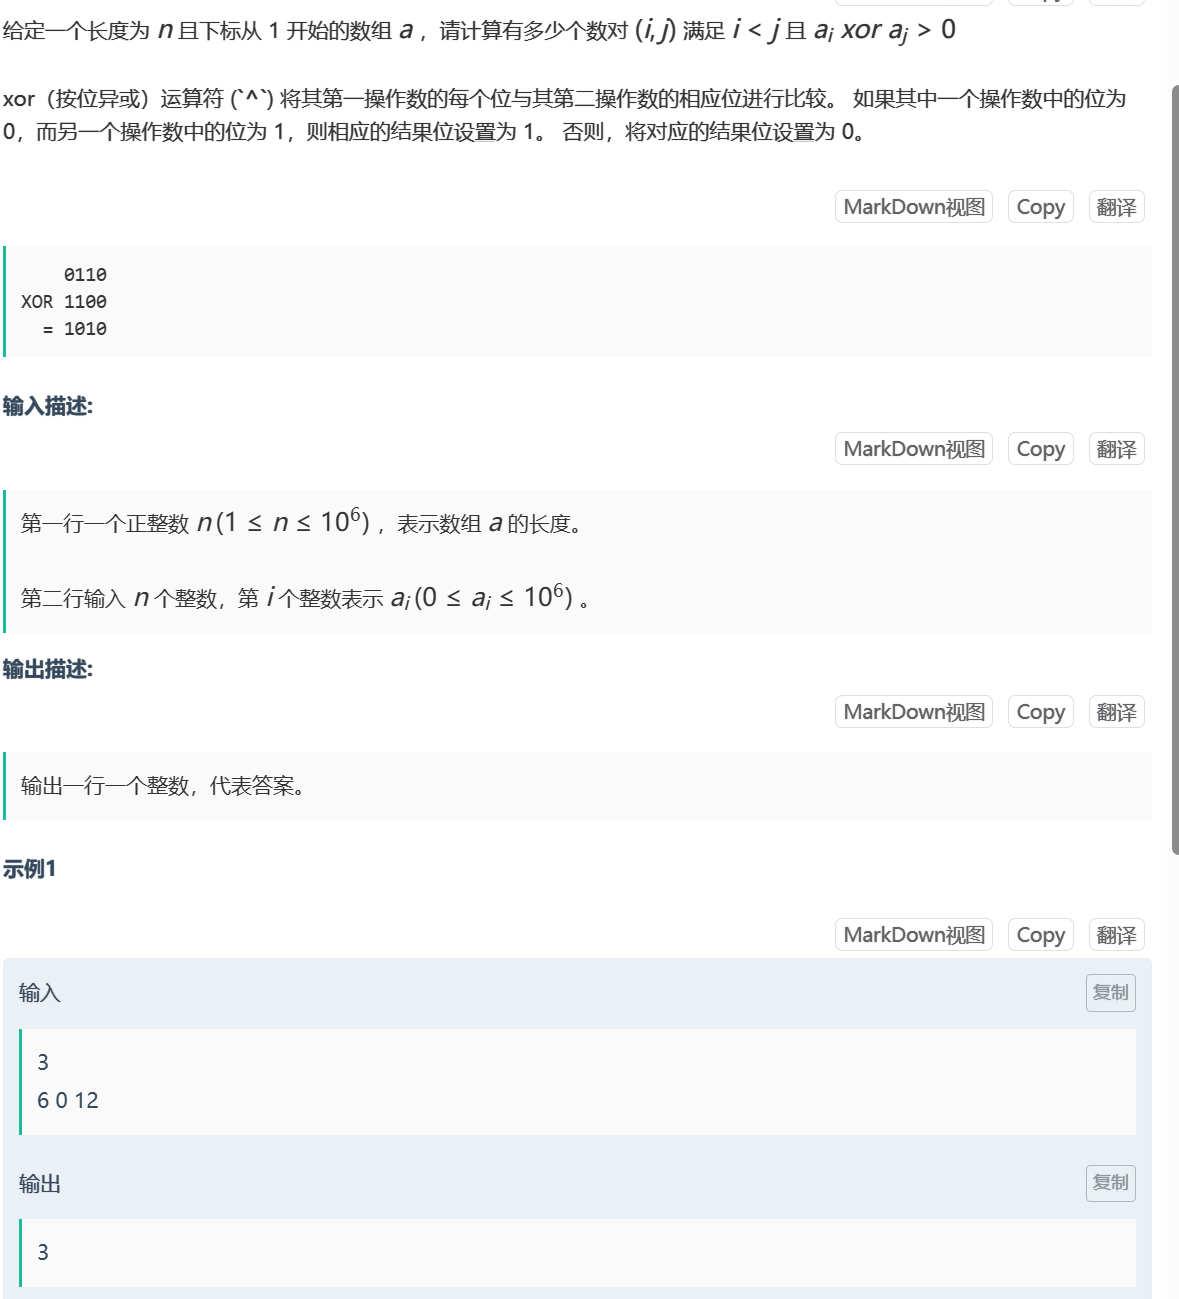 给定一个长度为 n 且下标从 1 开始的数组 a ，请计算有多少个数对 (i, j) 满足 i < j 且 a_i xor a_j > 0
xor（按位异或）运算符 (`^`) 将其第一操作数的每个位与其第二操作数的相应位进行比较。 如果其中一个操作数中的位为
0，而另一个操作数中的位为 1，则相应的结果位设置为 1。 否则，将对应的结果位设置为 0。
MarkDown视图 Copy 翻译
0110
XOR 1100
= 1010
输入描述:
MarkDown视图 Copy 翻译
第一行一个正整数 n (1 ≤ n ≤ 10^6) ，表示数组 a 的长度。
第二行输入 n 个整数，第 i 个整数表示 a_i (0 ≤ a_i ≤ 10^6) 。
输出描述:
MarkDown视图 Copy 翻译
输出一行一个整数，代表答案。
示例1
MarkDown视图 Copy 翻译
输入 复制
3
6 0 12
输出 复制
3